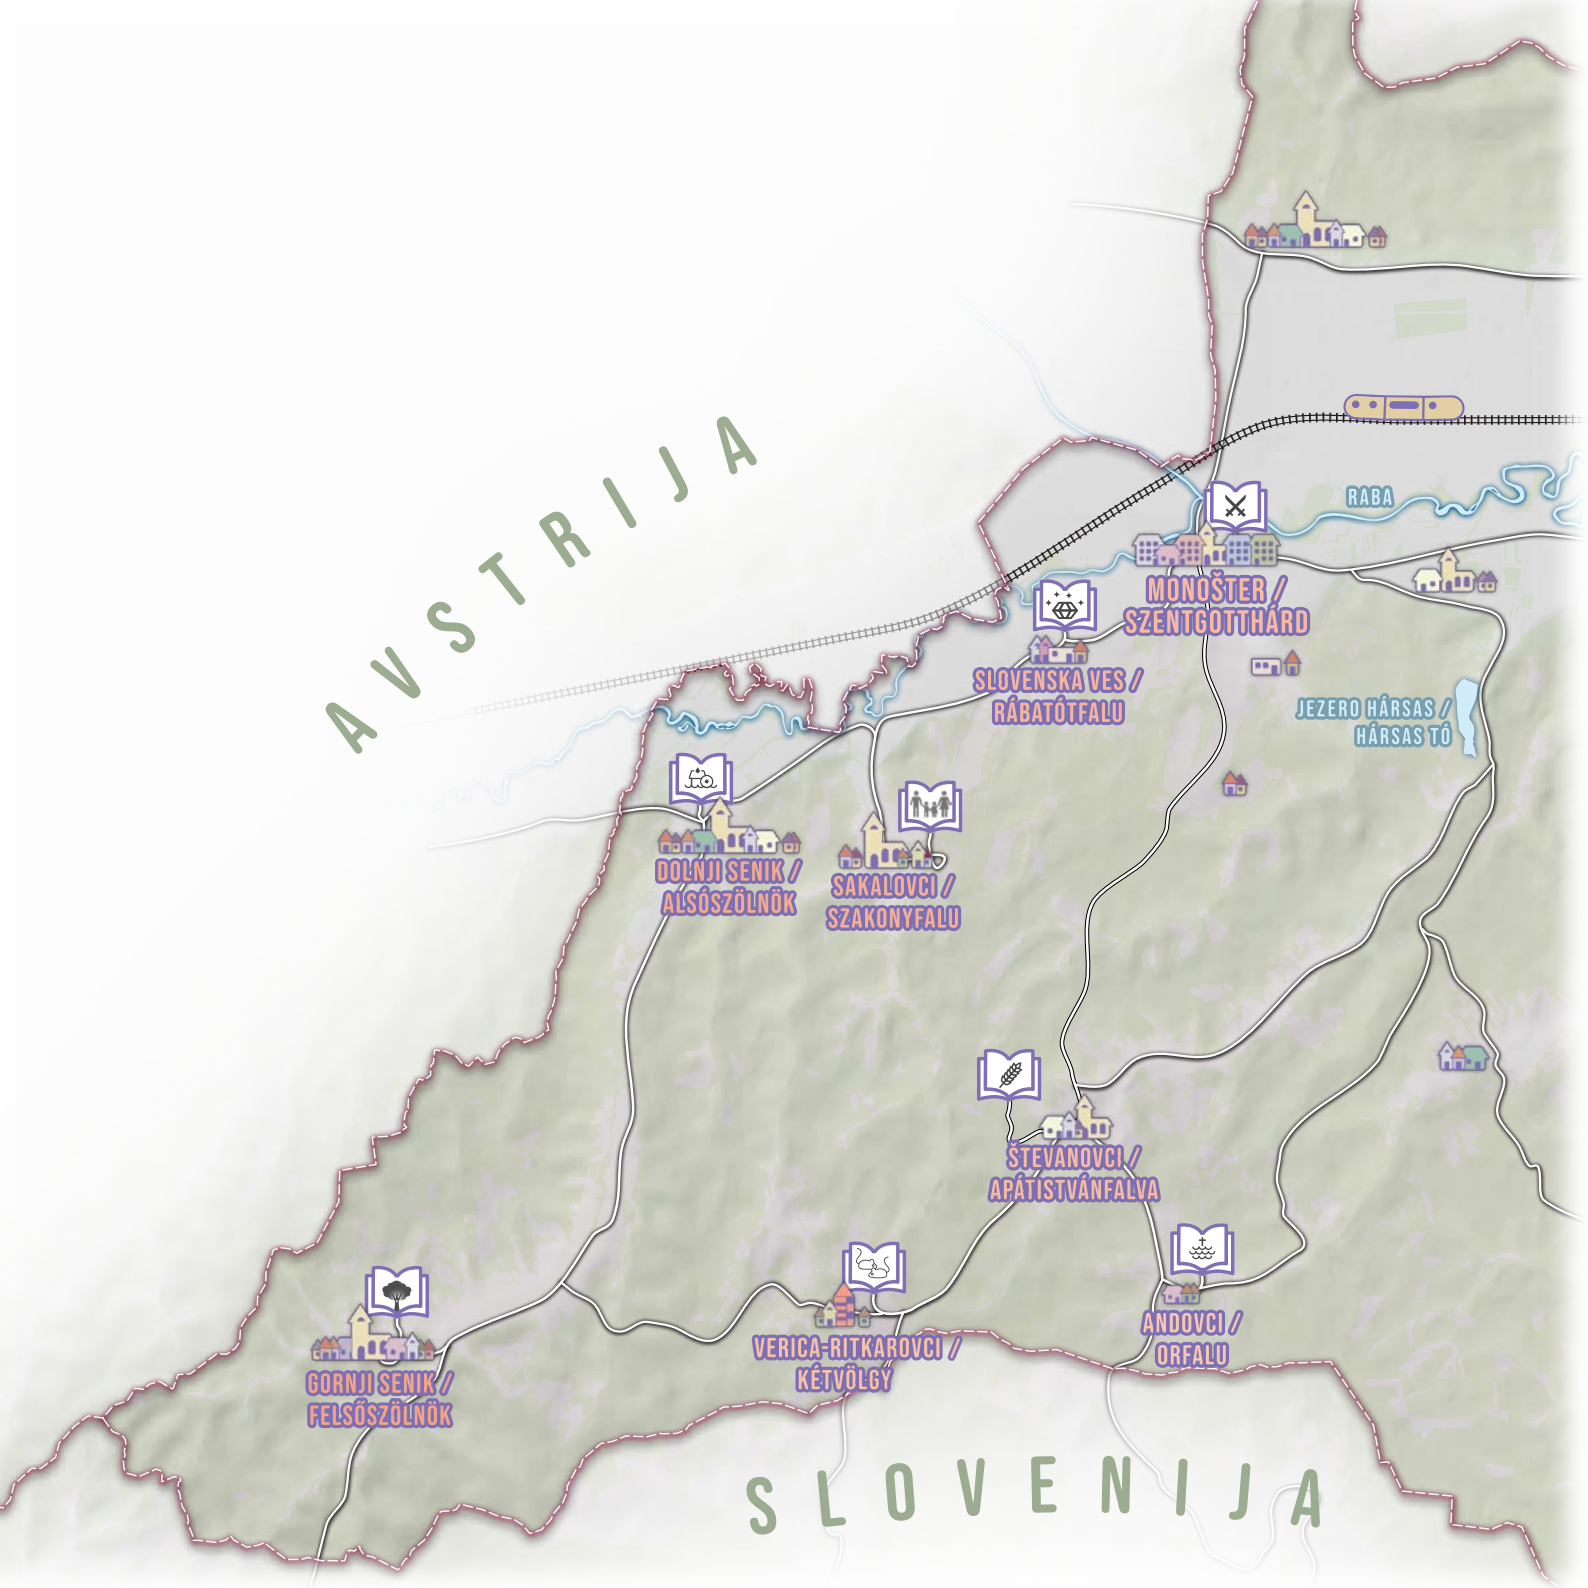 AVSTRIJA
RABA
MONOŠTER /
SZENTGOTTHÁRD
SLOVENSKA VES /
RÁBATÓTFALU
JEZERO HÁRSAS /
HÁRSAS TÓ
DOLNJI SENIK /
ALSÓSZÖLNÖK
SAKALOVCI /
SZAKONYFALU
ŠTEVANOVCI /
APÁTISTVÁNFALVA
ANDOVCI /
ORFALU
VERICA-RITKAROVCI /
KÉTVÖLGY
GORNJI SENIK /
FELSŐSZÖLNÖK
SLOVENIJA